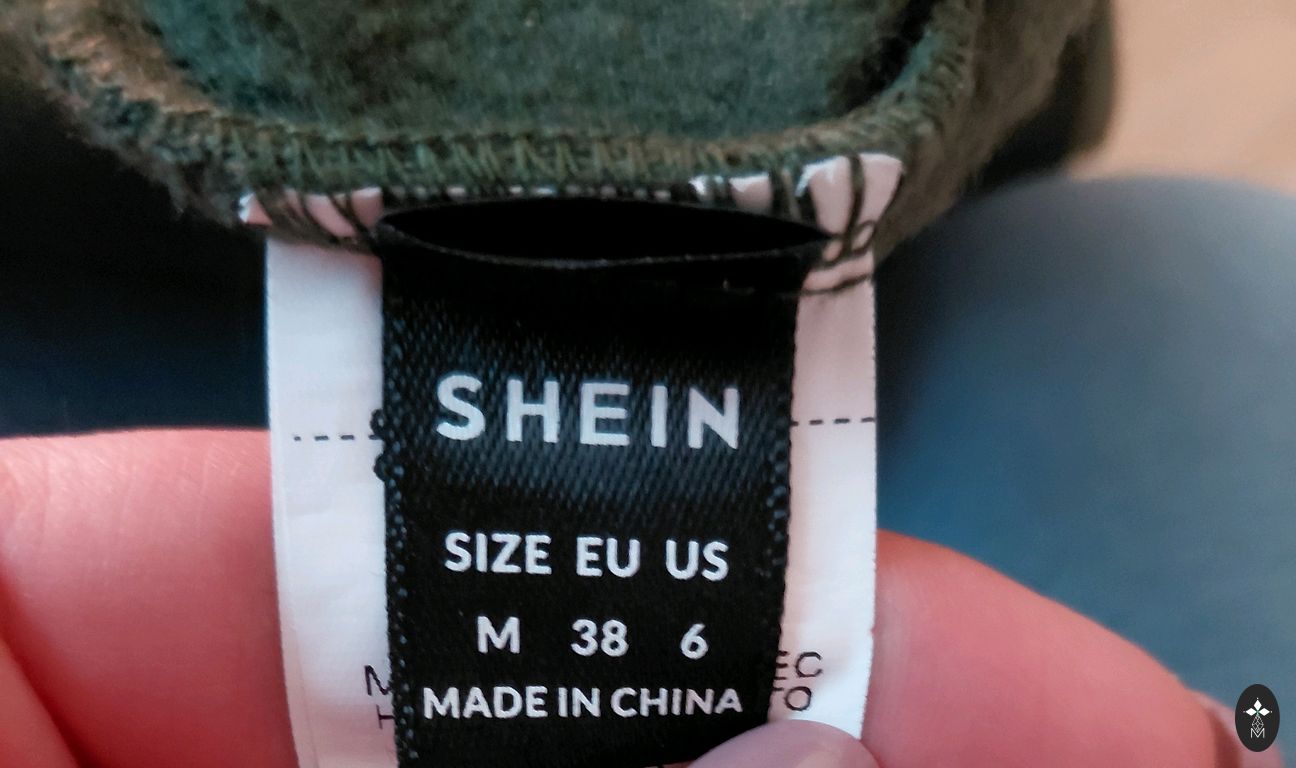 SHEIN
SIZE EU US
M 38 6
MADE IN CHINA